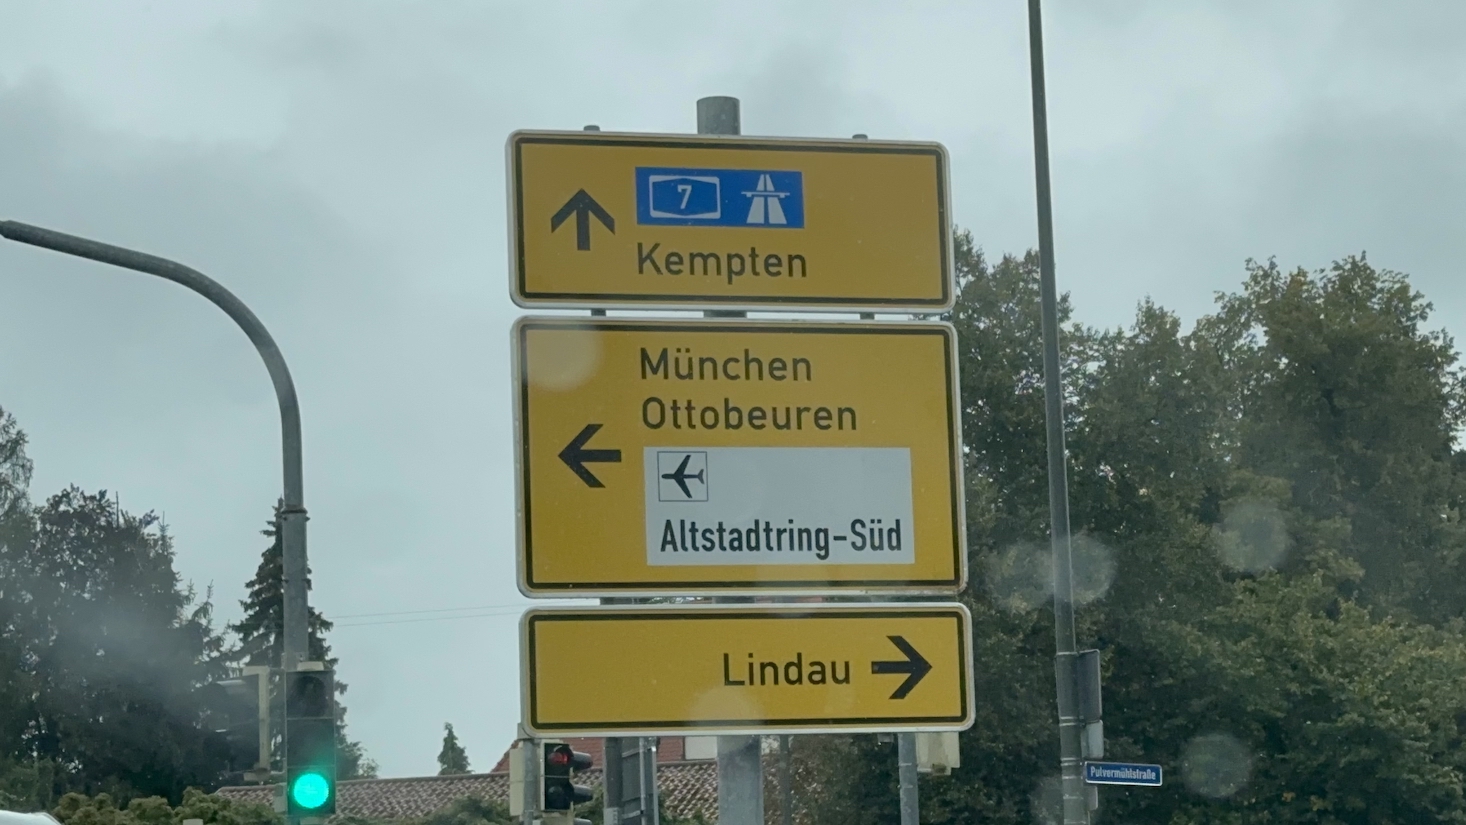 7
Kempten
München
Ottobeuren
Altstadtring-Süd
Lindau
Pulvermühlstraße